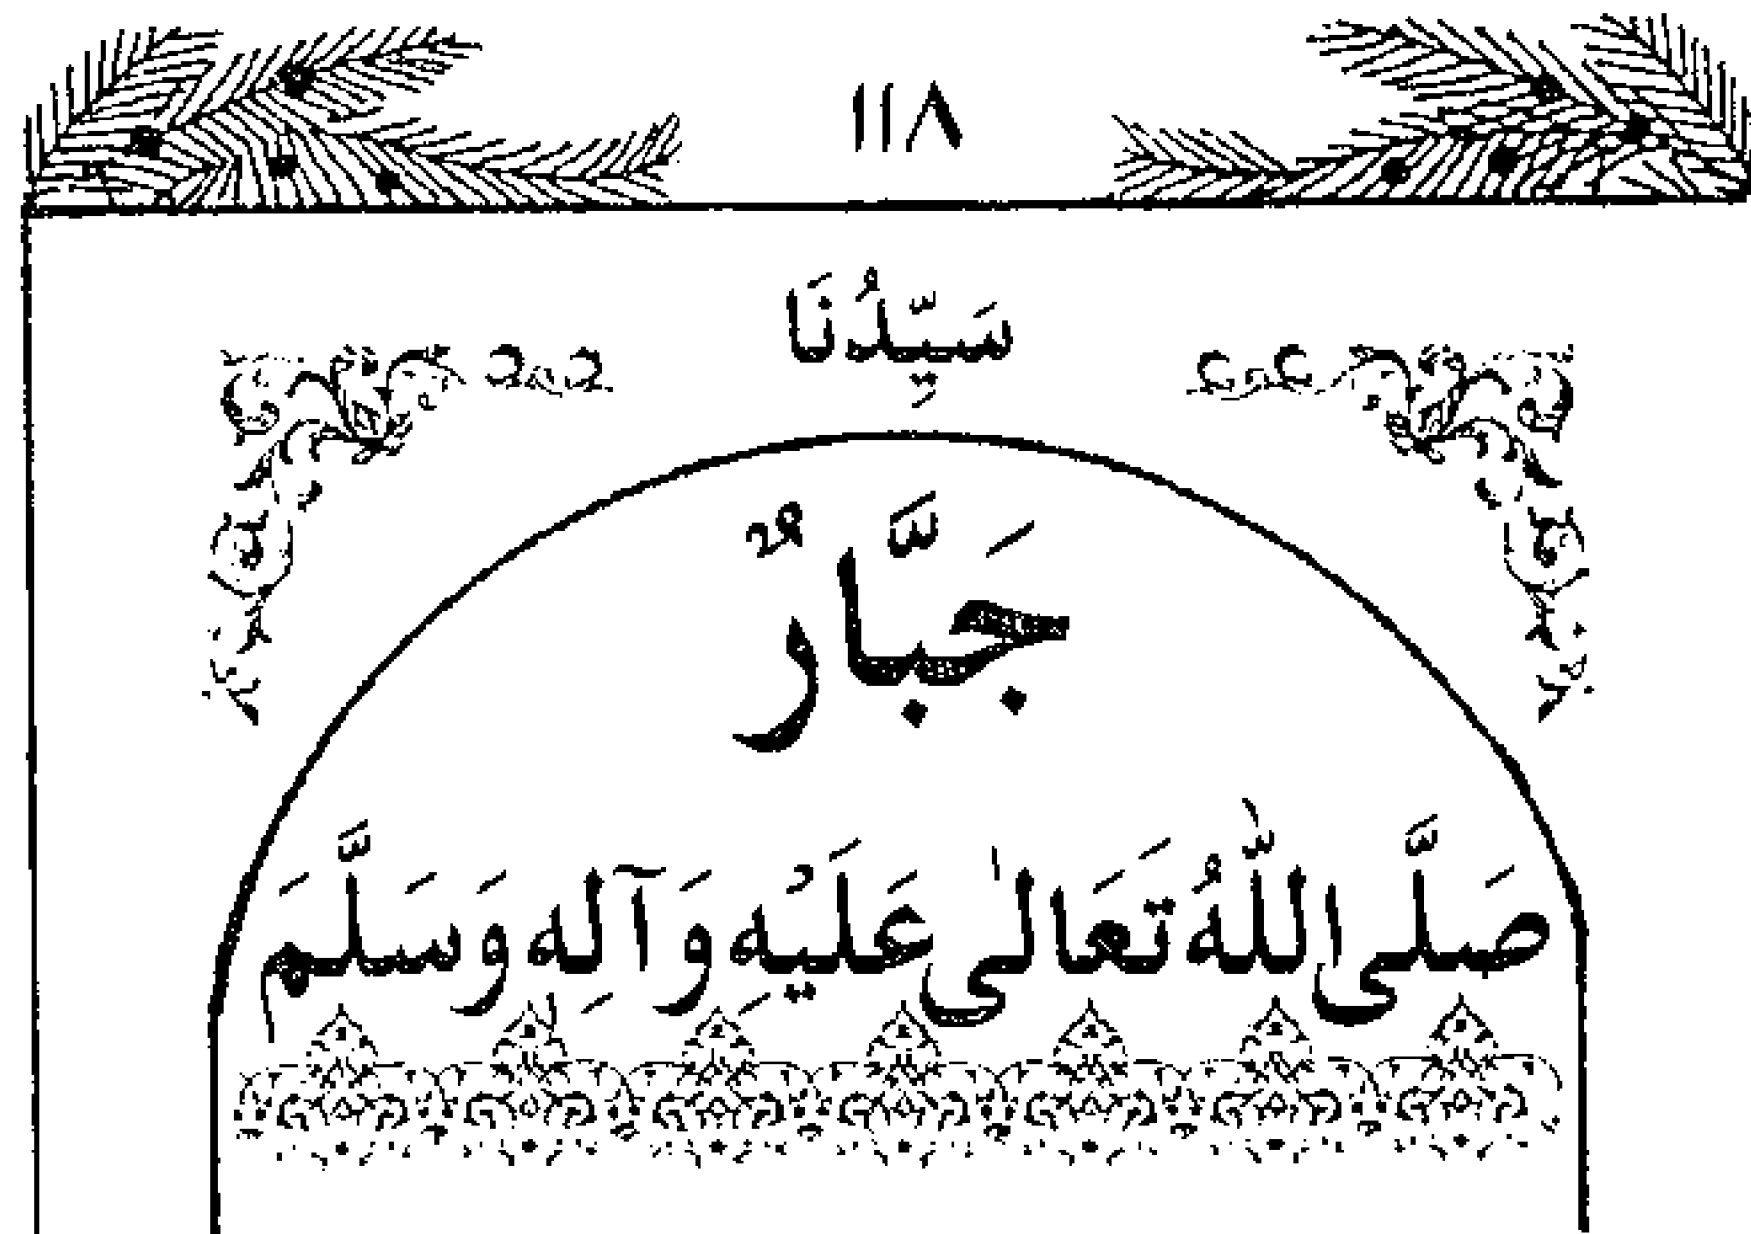 ١١٨
سَيِّدُنَا
جَبَّارٌ
صَلَّى اللّٰهُ تَعَالٰى عَلَيْهِ وَآلِهٖ وَسَلَّمَ